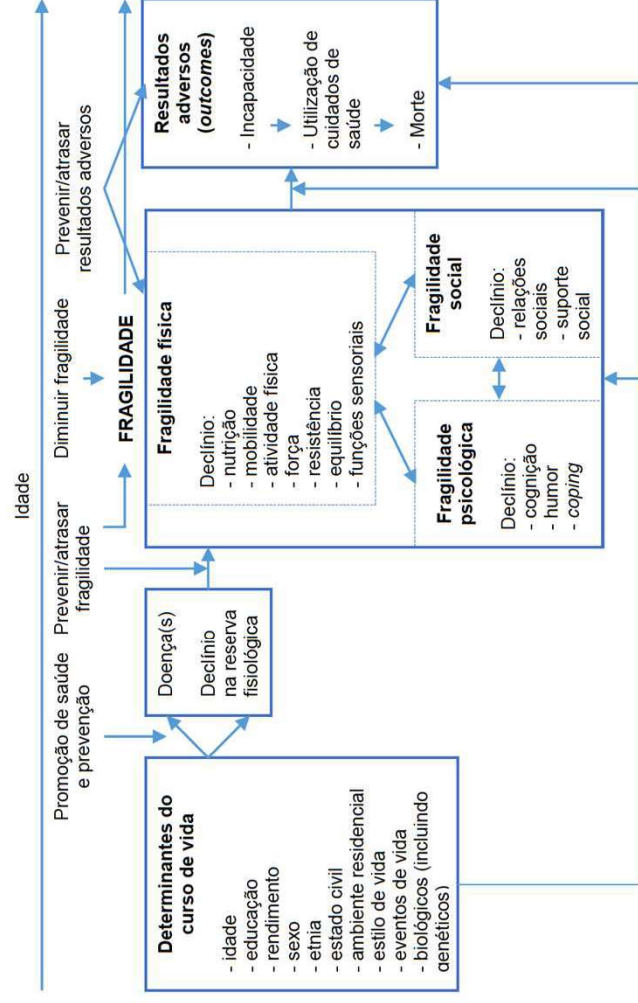 Idade
Promoção de saúde
e prevenção
Prevenir/atrasar
fragilidade
Diminuir fragilidade
Prevenir/atrasar
resultados adversos
FRAGILIDADE
Determinantes do
curso de vida
- idade
- educação
- rendimento
- sexo
- etnia
- estado civil
- ambiente residencial
- estilo de vida
- eventos de vida
- biológicos (incluindo
genéticos)
Doença(s)
Declínio
na reserva
fisiológica
Fragilidade física
Declínio:
- nutrição
- mobilidade
- atividade física
- força
- resistência
- equilíbrio
- funções sensoriais
Fragilidade
psicológica
Declínio:
- cognição
- humor
- coping
Fragilidade
social
Declínio:
- relações
sociais
- suporte
social
Resultados
adversos
(outcomes)
- Incapacidade
- Utilização de
cuidados de
saúde
- Morte